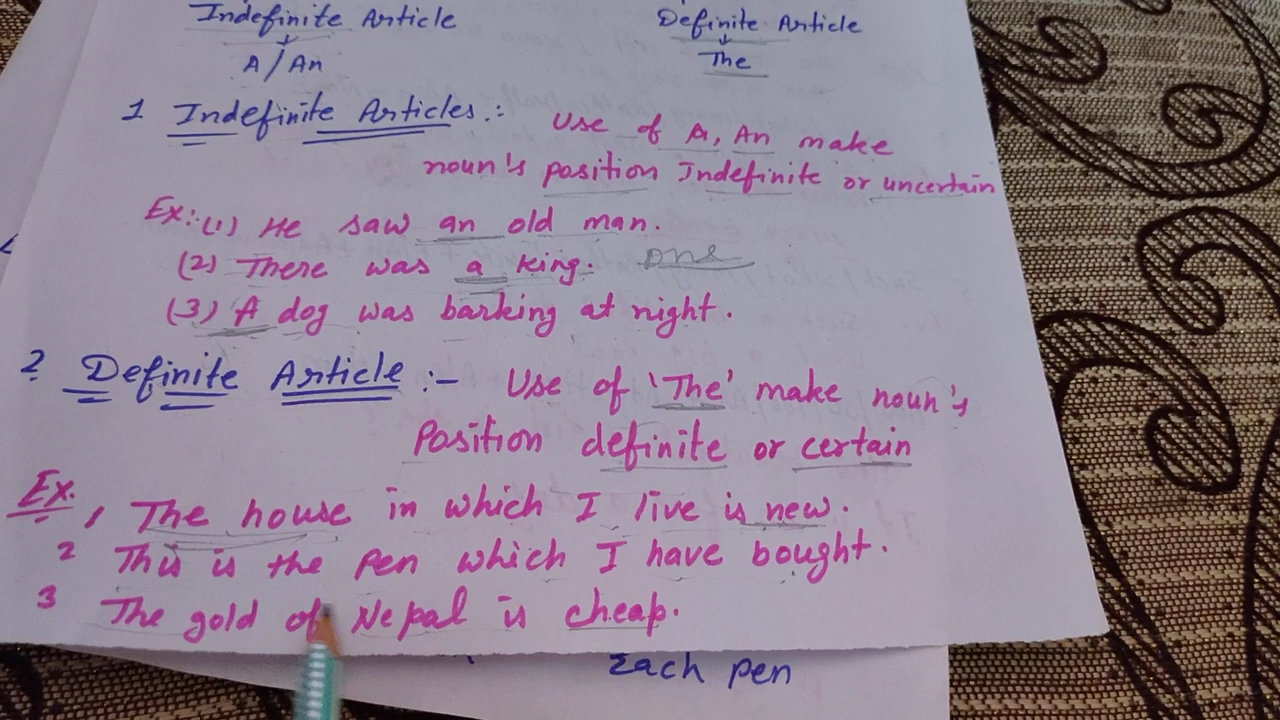 Indefinite Article Definite Article
A/An The
1 Indefinite Articles:- Use of A, An make
noun's position Indefinite or uncertain
Ex:- (1) He saw an old man.
(2) There was a king. one
(3) A dog was barking at night.
2 Definite Article :- Use of 'The' make noun's
Position definite or certain
Ex. 1 The house in which I live is new.
2 This is the pen which I have bought.
3 The gold of Nepal is cheap.
Each pen